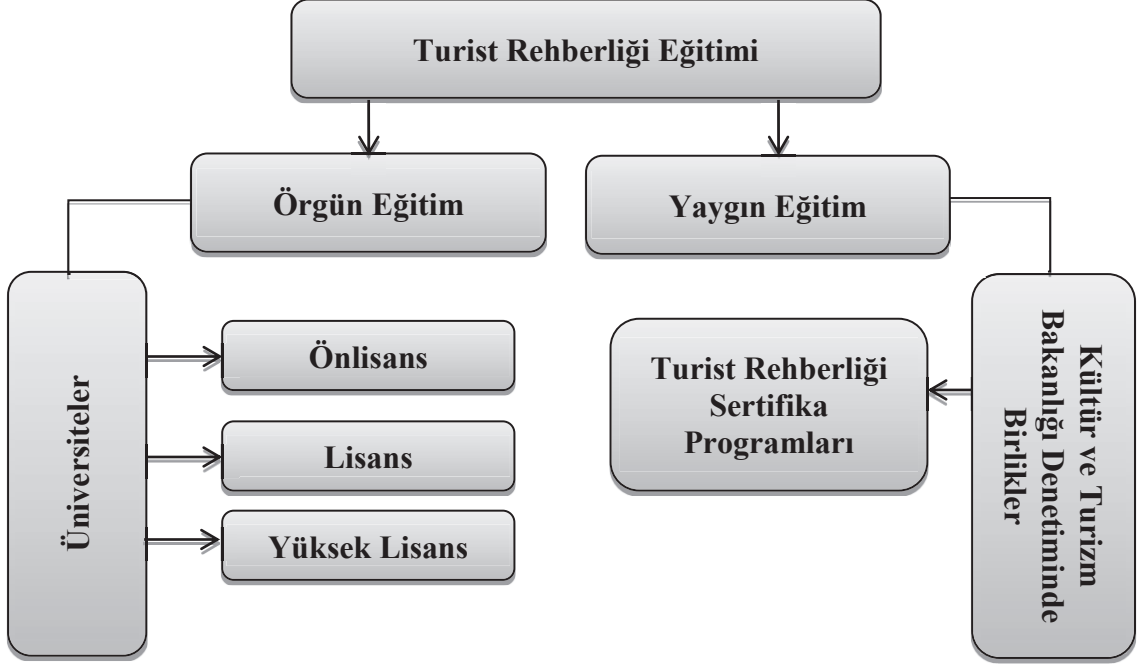 Turist Rehberliği Eğitimi
Örgün Eğitim
Yaygın Eğitim
Üniversiteler
Önlisans
Lisans
Yüksek Lisans
Turist Rehberliği
Sertifika
Programları
Kültür ve Turizm
Bakanlığı Denetiminde
Birlikler